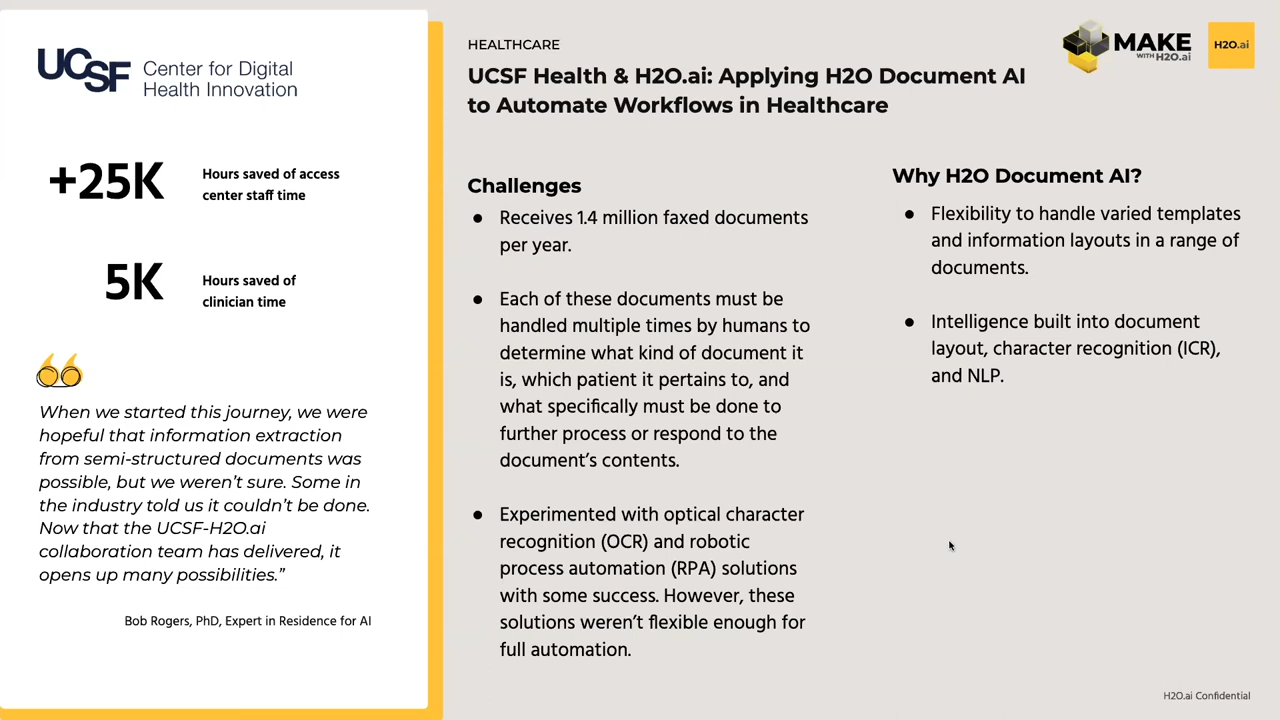 UCSF Center for Digital
Health Innovation
+25K
Hours saved of access
center staff time
5K
Hours saved of
clinician time
When we started this journey, we were
hopeful that information extraction
from semi-structured documents was
possible, but we weren’t sure. Some in
the industry told us it couldn’t be done.
Now that the UCSF-H2O.ai
collaboration team has delivered, it
opens up many possibilities.”
Bob Rogers, PhD, Expert in Residence for AI
HEALTHCARE
UCSF Health & H2O.ai: Applying H2O Document AI
to Automate Workflows in Healthcare
MAKE
WITH H2O.ai
H2O.ai
Challenges
● Receives 1.4 million faxed documents
per year.
● Each of these documents must be
handled multiple times by humans to
determine what kind of document it
is, which patient it pertains to, and
what specifically must be done to
further process or respond to the
document’s contents.
● Experimented with optical character
recognition (OCR) and robotic
process automation (RPA) solutions
with some success. However, these
solutions weren’t flexible enough for
full automation.
Why H2O Document AI?
● Flexibility to handle varied templates
and information layouts in a range of
documents.
● Intelligence built into document
layout, character recognition (ICR),
and NLP.
H2O.ai Confidential